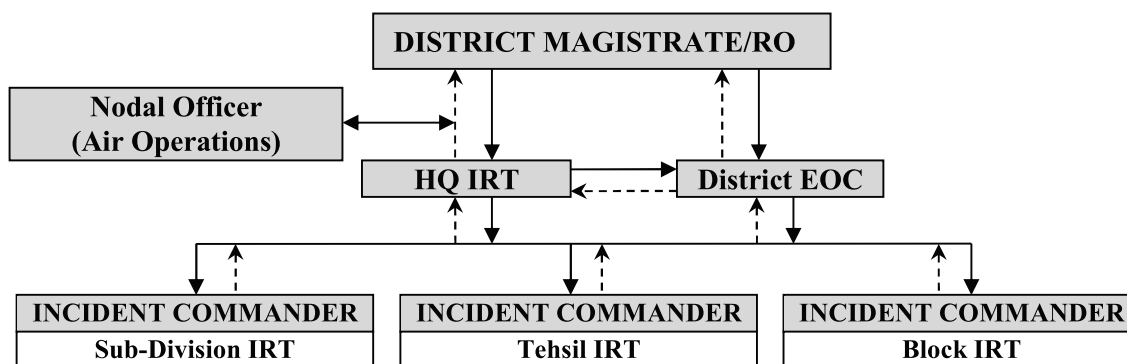 DISTRICT MAGISTRATE/RO
Nodal Officer
(Air Operations)
HQ IRT
District EOC
INCIDENT COMMANDER
Sub-Division IRT
INCIDENT COMMANDER
Tehsil IRT
INCIDENT COMMANDER
Block IRT